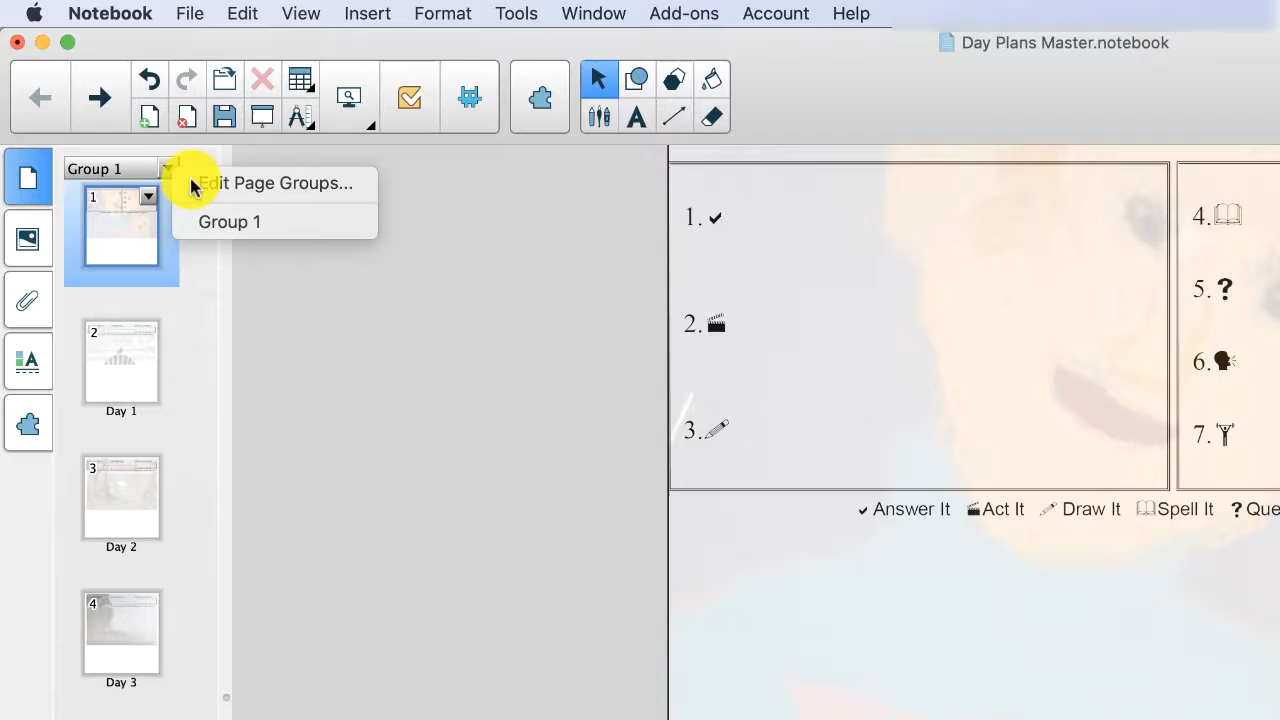 Notebook File Edit View Insert Format Tools Window Add-ons Account Help
Day Plans Master.notebook
Group 1
Edit Page Groups...
Group 1
1
2
Day 1
3
Day 2
4
Day 3
1.✔
2.
3.
4.
5.?
6.
7.
✔ Answer It Act It Draw It Spell It ? Que